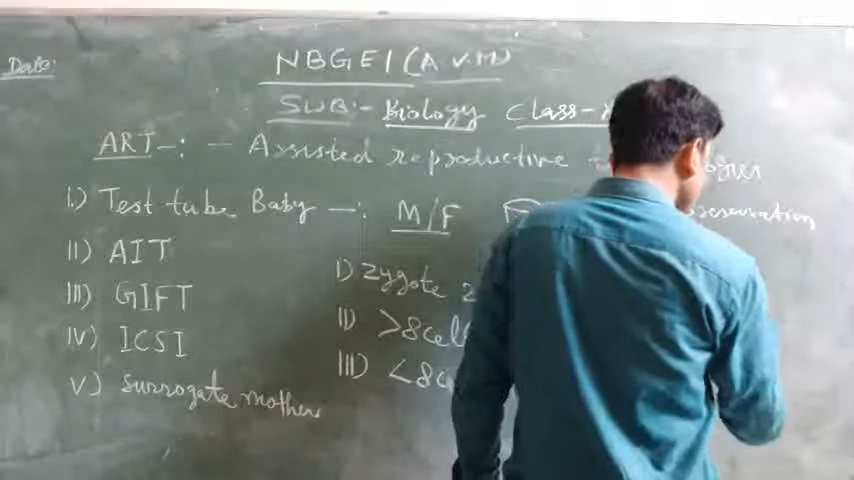 Date:
NBGEI (A V.M)
SUB:- Biology Class-
ART-: - Assisted reproductive
I.) Test tube Baby -: M/F
II) AIT
III) GIFT
IV) ICSI
V) Surrogate mother
I) Zygote
II) >8cell
III) <8c